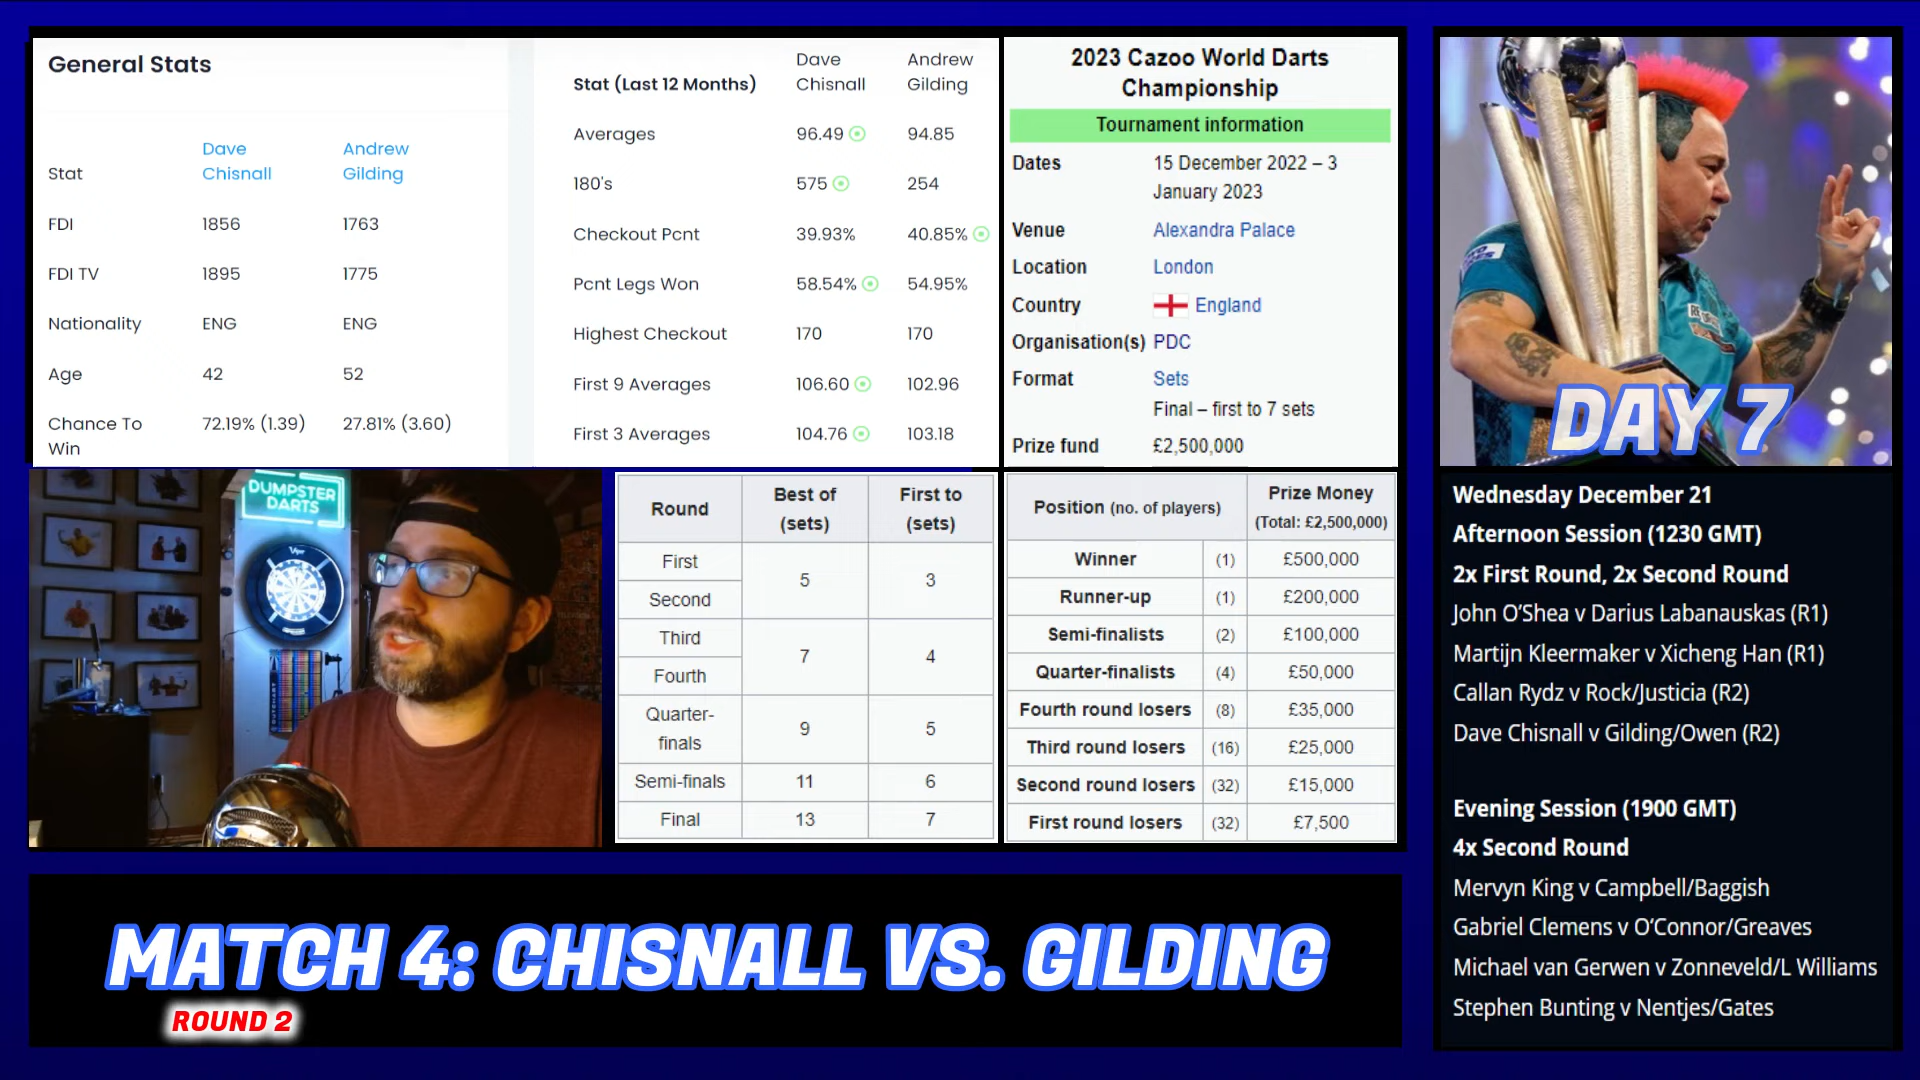 General Stats
Stat Dave Chisnall Andrew Gilding
FDI 1856 1763
FDI TV 1895 1775
Nationality ENG ENG
Age 42 52
Chance To Win 72.19% (1.39) 27.81% (3.60)
Stat (Last 12 Months) Dave Chisnall Andrew Gilding
Averages 96.49 94.85
180's 575 254
Checkout Pcnt 39.93% 40.85%
Pcnt Legs Won 58.54% 54.95%
Highest Checkout 170 170
First 9 Averages 106.60 102.96
First 3 Averages 104.76 103.18
2023 Cazoo World Darts
Championship
Tournament information
Dates 15 December 2022 – 3
January 2023
Venue Alexandra Palace
Location London
Country England
Organisation(s) PDC
Format Sets
Final – first to 7 sets
Prize fund £2,500,000
DAY 7
DUMPSTER
DARTS
Round Best of (sets) First to (sets)
First 5 3
Second
Third 7 4
Fourth
Quarter-finals 9 5
Semi-finals 11 6
Final 13 7
Position (no. of players) Prize Money (Total: £2,500,000)
Winner (1) £500,000
Runner-up (1) £200,000
Semi-finalists (2) £100,000
Quarter-finalists (4) £50,000
Fourth round losers (8) £35,000
Third round losers (16) £25,000
Second round losers (32) £15,000
First round losers (32) £7,500
Wednesday December 21
Afternoon Session (1230 GMT)
2x First Round, 2x Second Round
John O’Shea v Darius Labanauskas (R1)
Martijn Kleermaker v Xicheng Han (R1)
Callan Rydz v Rock/Justicia (R2)
Dave Chisnall v Gilding/Owen (R2)
Evening Session (1900 GMT)
4x Second Round
Mervyn King v Campbell/Baggish
Gabriel Clemens v O’Connor/Greaves
Michael van Gerwen v Zonneveld/L Williams
Stephen Bunting v Nentjes/Gates
MATCH 4: CHISNALL VS. GILDING
ROUND 2